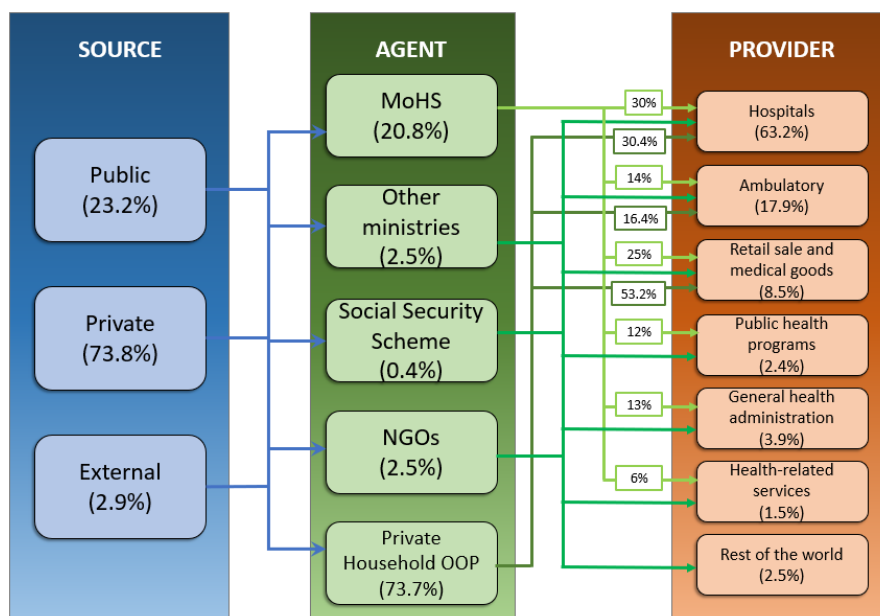 SOURCE
Public
(23.2%)
Private
(73.8%)
External
(2.9%)
AGENT
MoHS
(20.8%)
Other
ministries
(2.5%)
Social Security
Scheme
(0.4%)
NGOs
(2.5%)
Private
Household OOP
(73.7%)
30%
30.4%
14%
16.4%
25%
53.2%
12%
13%
6%
PROVIDER
Hospitals
(63.2%)
Ambulatory
(17.9%)
Retail sale and
medical goods
(8.5%)
Public health
programs
(2.4%)
General health
administration
(3.9%)
Health-related
services
(1.5%)
Rest of the world
(2.5%)